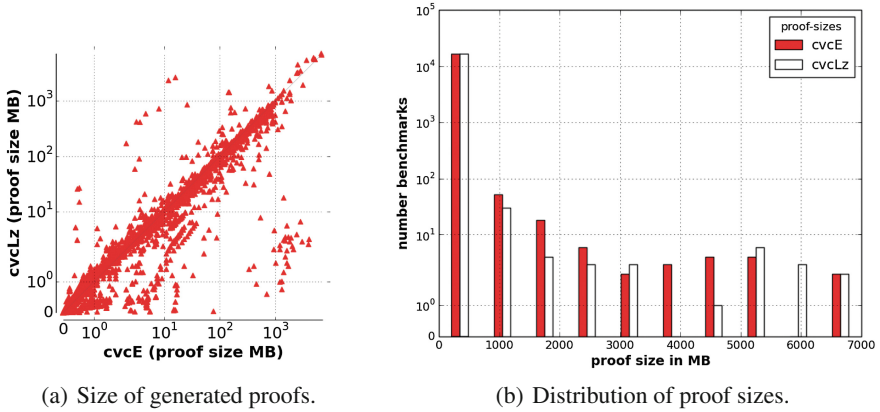 cvcLz (proof size MB)
10^3
10^2
10^1
10^0
0
0 10^0 10^1 10^2 10^3
cvcE (proof size MB)
(a) Size of generated proofs.
number benchmarks
10^5
10^4
10^3
10^2
10^1
10^0
0
proof-sizes
cvcE
cvcLz
0 1000 2000 3000 4000 5000 6000 7000
proof size in MB
(b) Distribution of proof sizes.